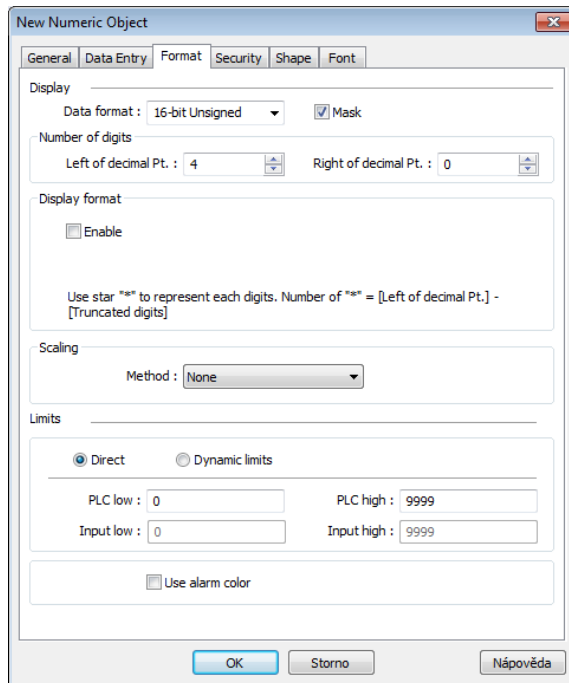 New Numeric Object
General Data Entry Format Security Shape Font
Display
Data format : 16-bit Unsigned Mask
Number of digits
Left of decimal Pt. : 4 Right of decimal Pt. : 0
Display format
Enable
Use star "*" to represent each digits. Number of "*" = [Left of decimal Pt.] -
[Truncated digits]
Scaling
Method : None
Limits
Direct Dynamic limits
PLC low : 0 PLC high : 9999
Input low : 0 Input high : 9999
Use alarm color
OK Storno Nápověda